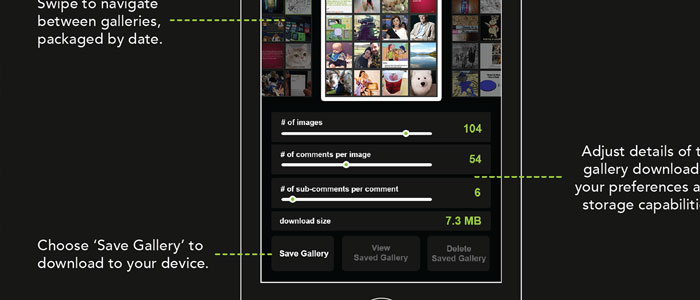 Swipe to navigate
between galleries,
packaged by date.
# of images
104
# of comments per image
54
# of sub-comments per comment
6
download size
7.3 MB
Adjust details of
gallery download
your preferences
storage capabilitie
Choose ‘Save Gallery’ to
download to your device.
Save Gallery
View
Saved Gallery
Delete
Saved Gallery